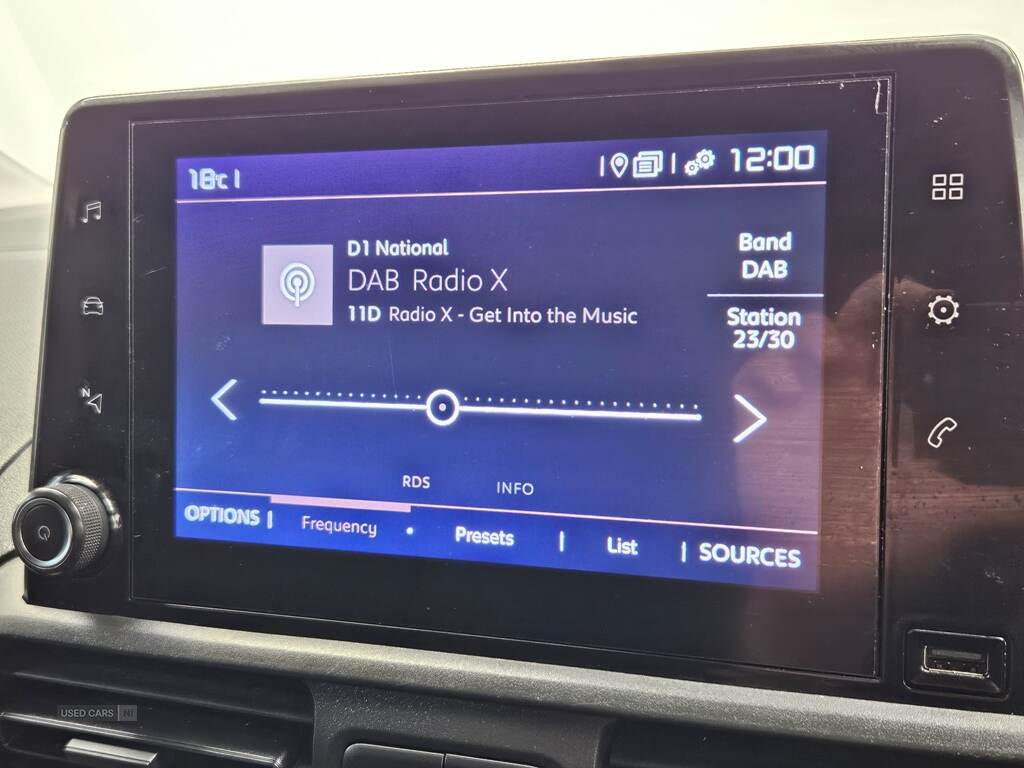 18°C
12:00
D1 National
DAB Radio X
11D Radio X - Get Into the Music
Band
DAB
Station
23/30
N
RDS INFO
OPTIONS Frequency Presets List SOURCES
USED CARS NI